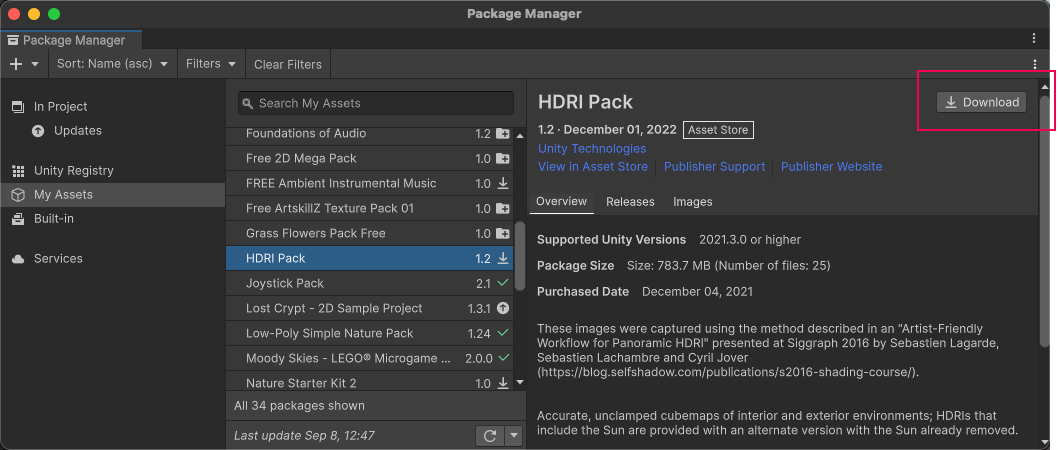 Package Manager
Package Manager
Sort: Name (asc)
Filters
Clear Filters
In Project
Updates
Unity Registry
My Assets
Built-in
Services
Search My Assets
Foundations of Audio 1.2
Free 2D Mega Pack 1.0
FREE Ambient Instrumental Music 1.0
Free ArtskillZ Texture Pack 01 1.0
Grass Flowers Pack Free 1.0
HDRI Pack 1.2
Joystick Pack 2.1
Lost Crypt - 2D Sample Project 1.3.1
Low-Poly Simple Nature Pack 1.24
Moody Skies - LEGO® Microgame ... 2.0.0
Nature Starter Kit 2 1.0
All 34 packages shown
Last update Sep 8, 12:47
HDRI Pack
Download
1.2 · December 01, 2022 Asset Store
Unity Technologies
View in Asset Store Publisher Support Publisher Website
Overview Releases Images
Supported Unity Versions 2021.3.0 or higher
Package Size Size: 783.7 MB (Number of files: 25)
Purchased Date December 04, 2021
These images were captured using the method described in an "Artist-Friendly
Workflow for Panoramic HDRI" presented at Siggraph 2016 by Sebastien Lagarde,
Sebastien Lachambre and Cyril Jover
(https://blog.selfshadow.com/publications/s2016-shading-course/).
Accurate, unclamped cubemaps of interior and exterior environments; HDRIs that
include the Sun are provided with an alternate version with the Sun already removed.